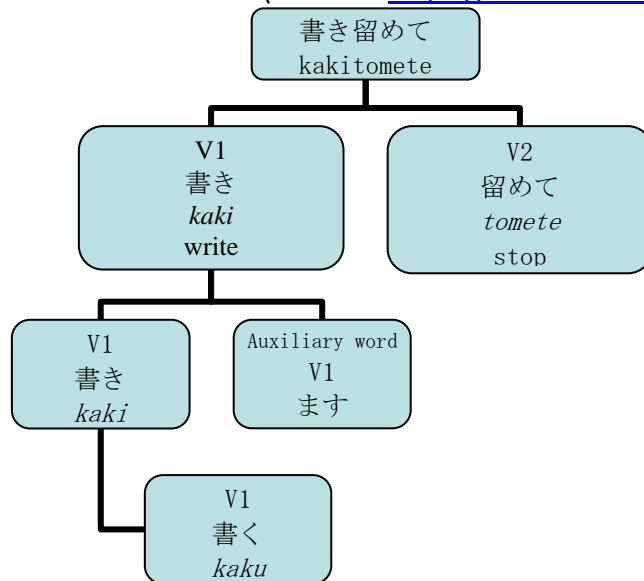 書き留めて
kakitomete
V1
書き
kaki
write
V2
留めて
tomete
stop
V1
書き
kaki
Auxiliary word
V1
ます
V1
書く
kaku